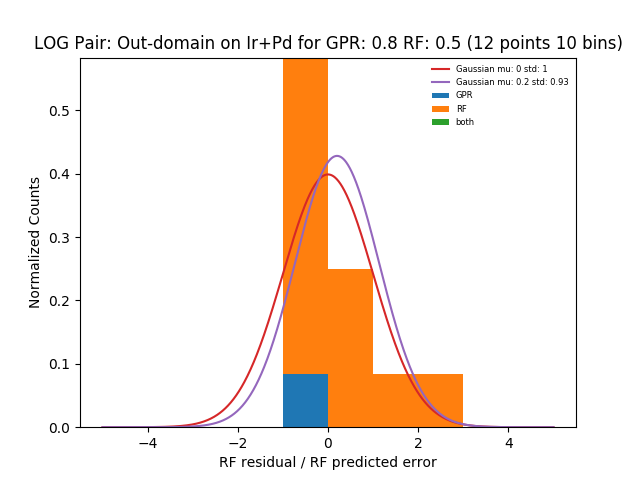 LOG Pair: Out-domain on Ir+Pd for GPR: 0.8 RF: 0.5 (12 points 10 bins)
Gaussian mu: 0 std: 1
Gaussian mu: 0.2 std: 0.93
GPR
RF
both
Normalized Counts
0.5
0.4
0.3
0.2
0.1
0.0
−4
−2
0
2
4
RF residual / RF predicted error